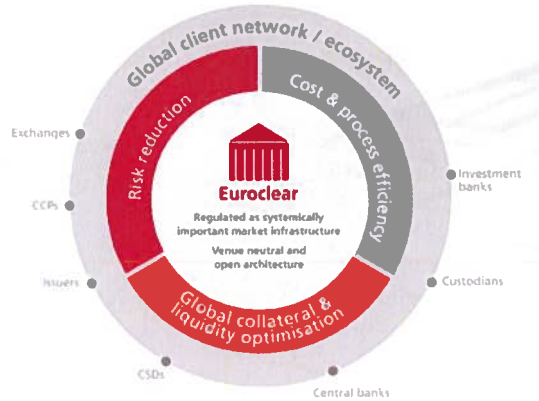 Global client network / ecosystem
Risk reduction
Cost & process efficiency
Exchanges
Euroclear
Investment
banks
CCPs
Regulated as systemically
important market infrastructure
Venue neutral and
open architecture
Issuers
Custodians
Global collateral &
liquidity optimisation
CSDs
Central banks